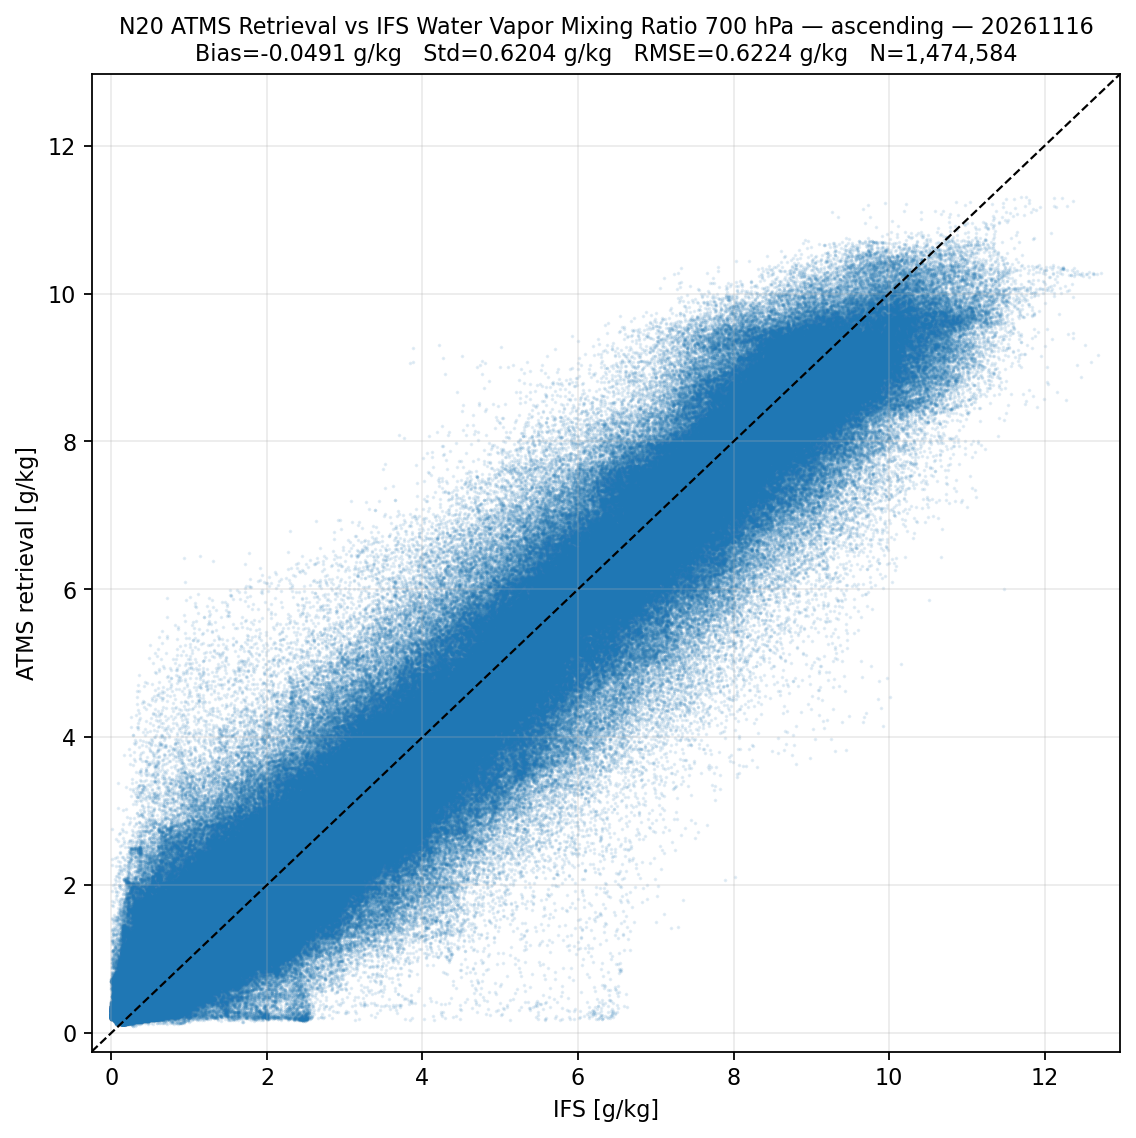 N20 ATMS Retrieval vs IFS Water Vapor Mixing Ratio 700 hPa — ascending — 20261116
Bias=-0.0491 g/kg   Std=0.6204 g/kg   RMSE=0.6224 g/kg   N=1,474,584
12
10
8
6
4
2
0
ATMS retrieval [g/kg]
0 2 4 6 8 10 12
IFS [g/kg]